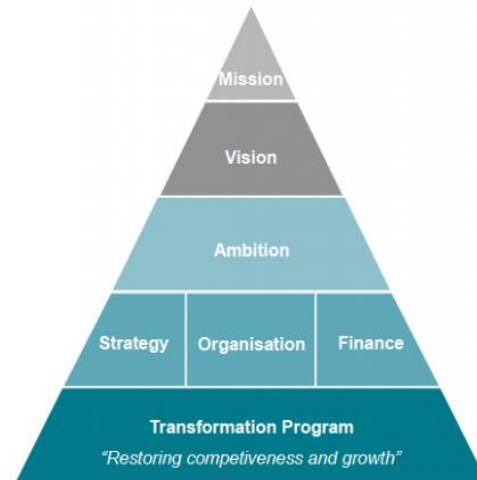 Mission
Vision
Ambition
Strategy Organisation Finance
Transformation Program
“Restoring competiveness and growth”